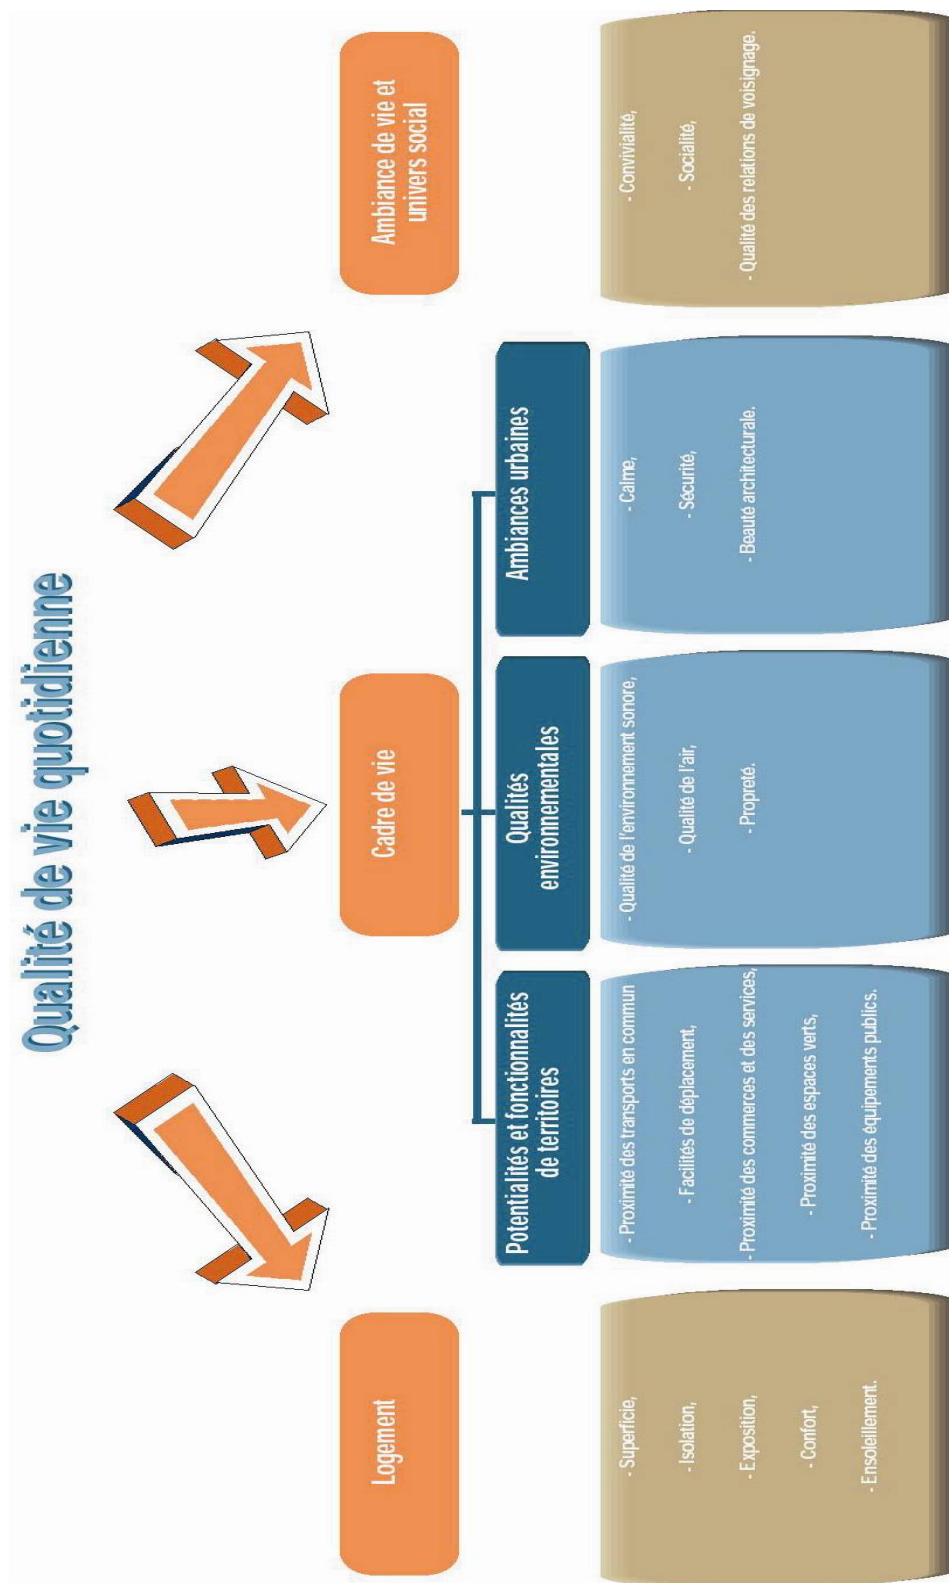 Qualité de vie quotidienne
Logement
Cadre de vie
Ambiance de vie et
univers social
Potentialités et fonctionnalités
de territoires
Qualités
environnementales
Ambiances urbaines
- Superficie,
- Isolation,
- Exposition,
- Confort,
- Ensoleillement.
- Proximité des transports en commun
- Facilités de déplacement,
- Proximité des commerces et des services,
- Proximité des espaces verts,
- Proximité des équipements publics.
- Qualité de l'environnement sonore,
- Qualité de l'air,
- Propreté.
- Calme,
- Sécurité,
- Beauté architecturale.
- Convivialité,
- Socialité,
- Qualité des relations de voisignage.